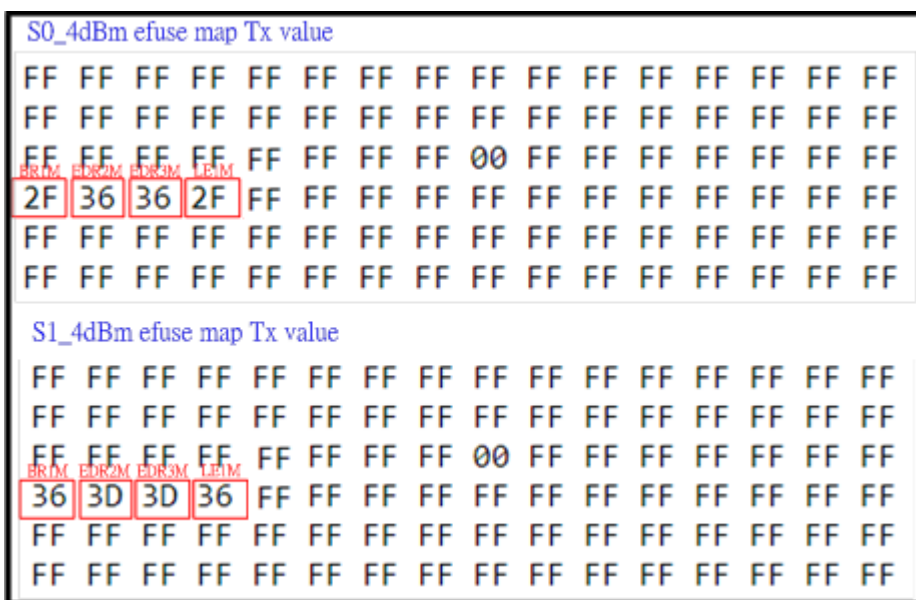 S0_4dBm efuse map Tx value
FF FF FF FF FF FF FF FF FF FF FF FF FF FF FF FF
FF FF FF FF FF FF FF FF FF FF FF FF FF FF FF FF
FF FF FF FF FF FF FF FF 00 FF FF FF FF FF FF FF
BR1M EDR2M EDR3M LE1M
2F 36 36 2F FF FF FF FF FF FF FF FF FF FF FF FF
FF FF FF FF FF FF FF FF FF FF FF FF FF FF FF FF
FF FF FF FF FF FF FF FF FF FF FF FF FF FF FF FF
S1_4dBm efuse map Tx value
FF FF FF FF FF FF FF FF FF FF FF FF FF FF FF FF
FF FF FF FF FF FF FF FF FF FF FF FF FF FF FF FF
FF FF FF FF FF FF FF FF 00 FF FF FF FF FF FF FF
BR1M EDR2M EDR3M LE1M
36 3D 3D 36 FF FF FF FF FF FF FF FF FF FF FF FF
FF FF FF FF FF FF FF FF FF FF FF FF FF FF FF FF
FF FF FF FF FF FF FF FF FF FF FF FF FF FF FF FF